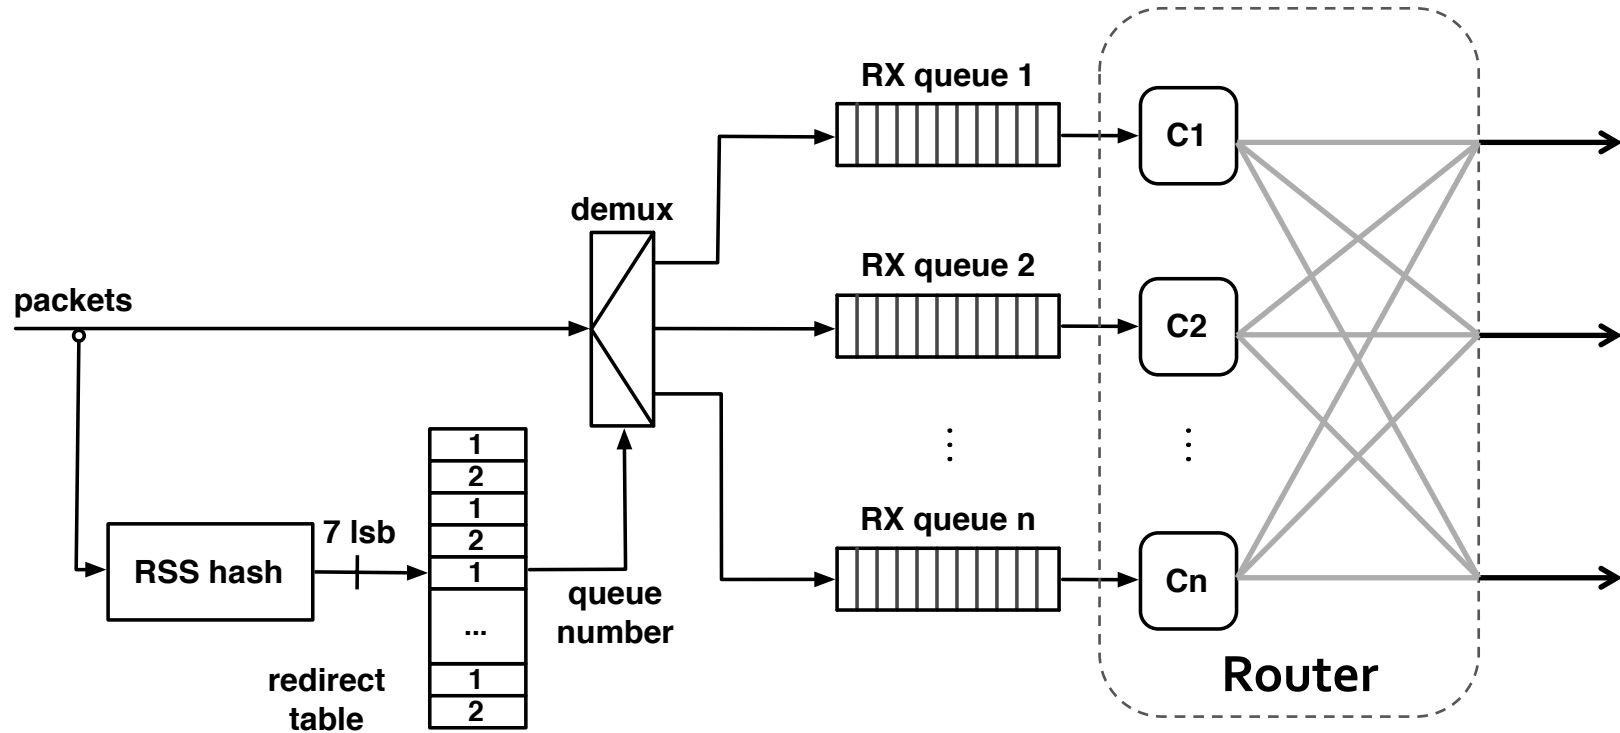 RX queue 1
C1
demux
RX queue 2
packets
C2
⋮
⋮
1
2
1
2
1
...
1
2
7 lsb
RSS hash
queue
number
redirect
table
RX queue n
Cn
Router